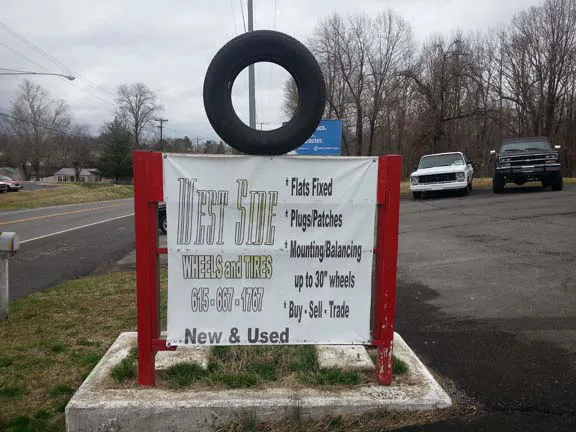 West Side
WHEELS and TIRES
615-667-1767
New & Used
* Flats Fixed
* Plugs/Patches
* Mounting/Balancing
up to 30" wheels
* Buy - Sell - Trade